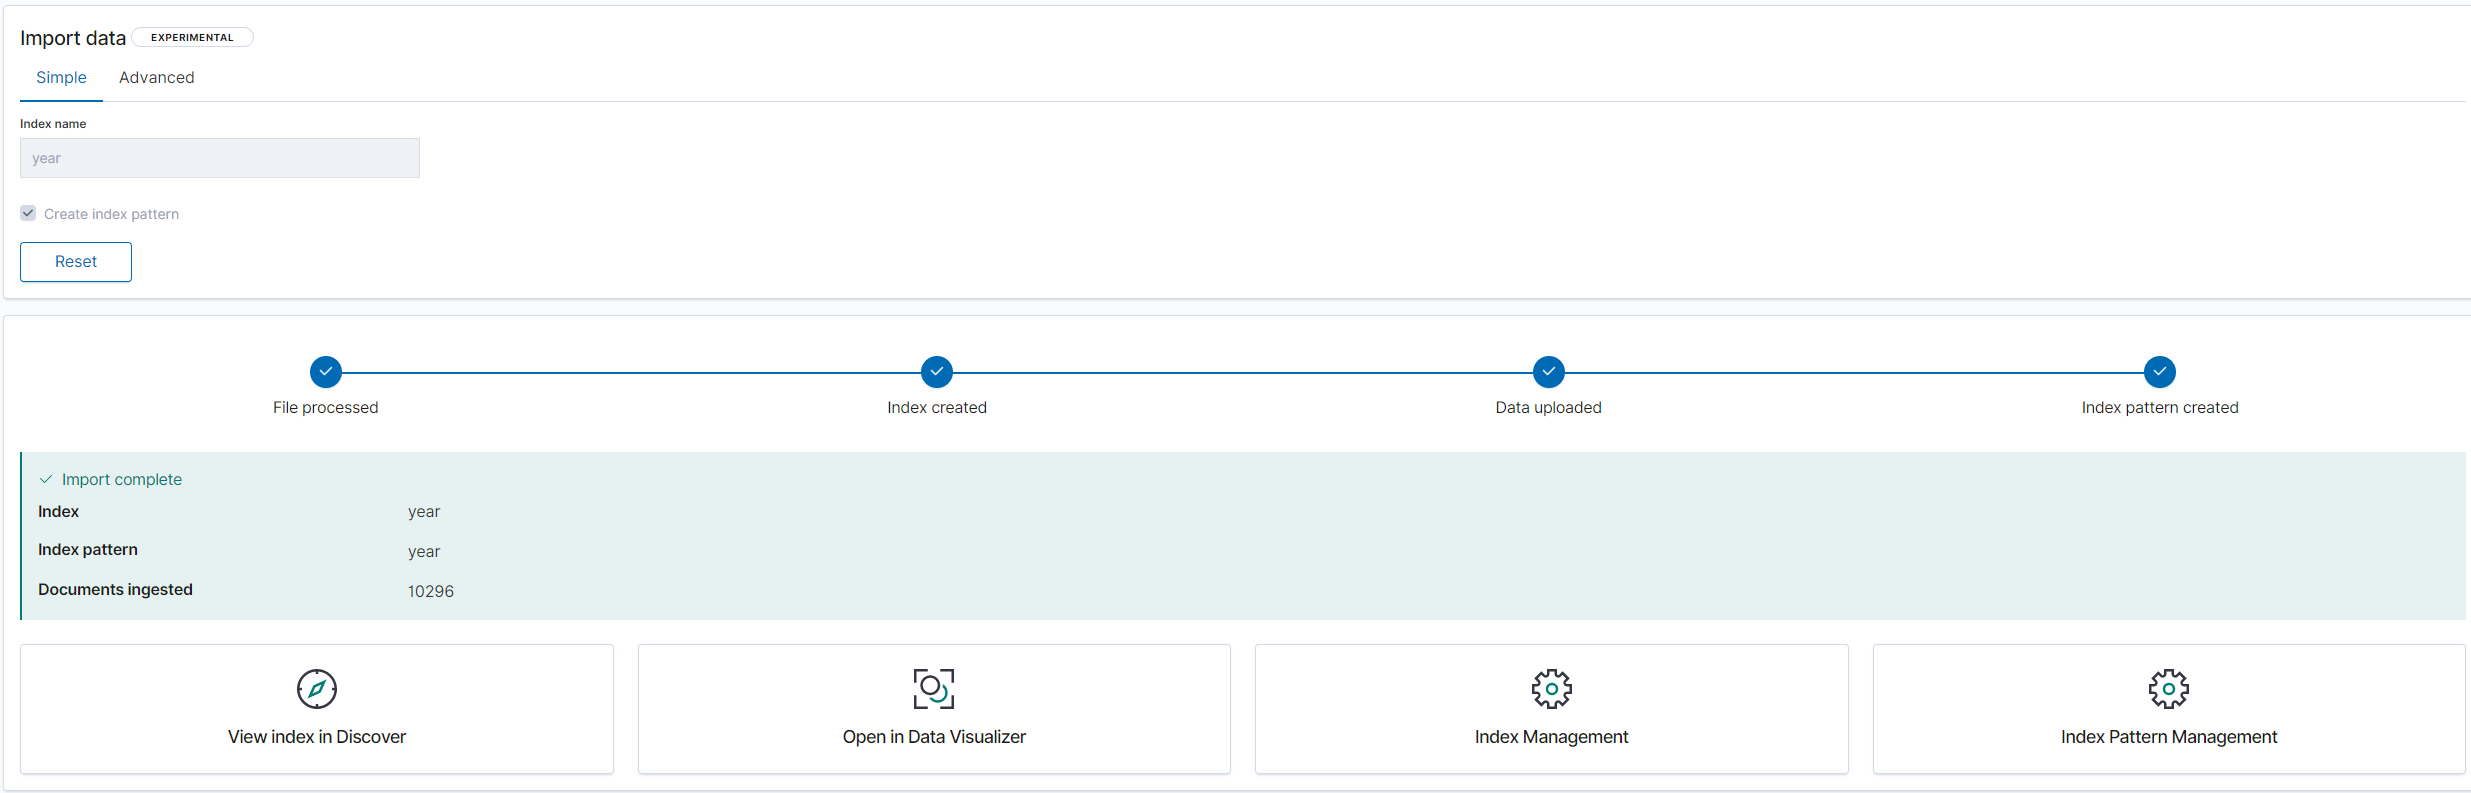 Import data EXPERIMENTAL
Simple Advanced
Index name
year
Create index pattern
Reset
File processed Index created Data uploaded Index pattern created
Import complete
Index year
Index pattern year
Documents ingested 10296
View index in Discover Open in Data Visualizer Index Management Index Pattern Management